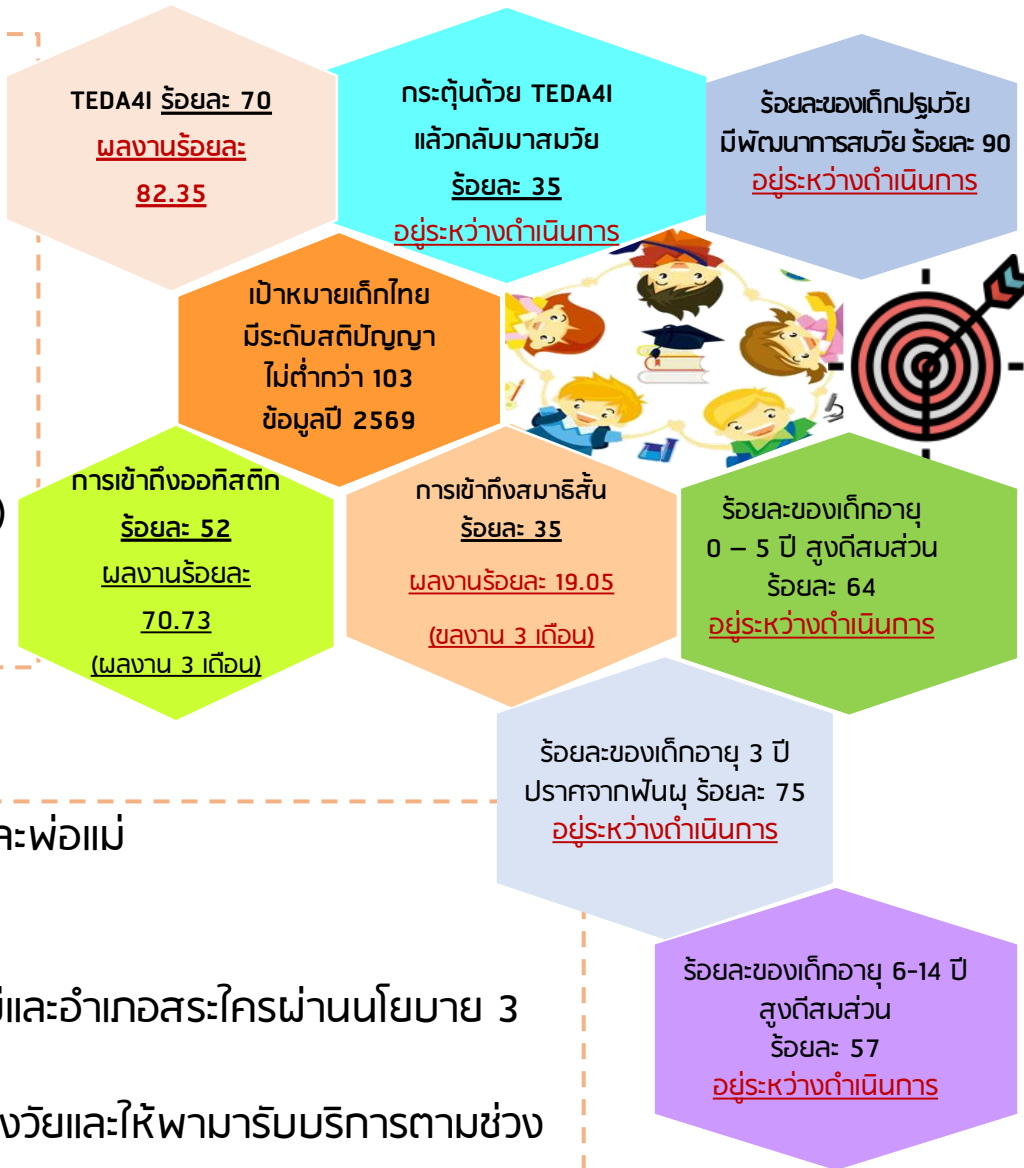 TEDA4I ร้อยละ 70
ผลงานร้อยละ
82.35
กระตุ้นด้วย TEDA4I
แล้วกลับมาสมวัย
ร้อยละ 35
อยู่ระหว่างดำเนินการ
ร้อยละของเด็กปฐมวัย
มีพัฒนาการสมวัย ร้อยละ 90
อยู่ระหว่างดำเนินการ
เป้าหมายเด็กไทย
มีระดับสติปัญญา
ไม่ต่ำกว่า 103
ข้อมูลปี 2569
)
การเข้าถึงออทิสติก
ร้อยละ 52
ผลงานร้อยละ
70.73
(ผลงาน 3 เดือน)
การเข้าถึงสมาธิสั้น
ร้อยละ 35
ผลงานร้อยละ 19.05
(ขลงาน 3 เดือน)
ร้อยละของเด็กอายุ
0 – 5 ปี สูงดีสมส่วน
ร้อยละ 64
อยู่ระหว่างดำเนินการ
ร้อยละของเด็กอายุ 3 ปี
ปราศจากฟันผุ ร้อยละ 75
อยู่ระหว่างดำเนินการ
ละพ่อแม่
ร้อยละของเด็กอายุ 6-14 ปี
สูงดีสมส่วน
ร้อยละ 57
อยู่ระหว่างดำเนินการ
และอำเภอสระใครผ่านนโยบาย 3
งวัยและให้พามารับบริการตามช่วง